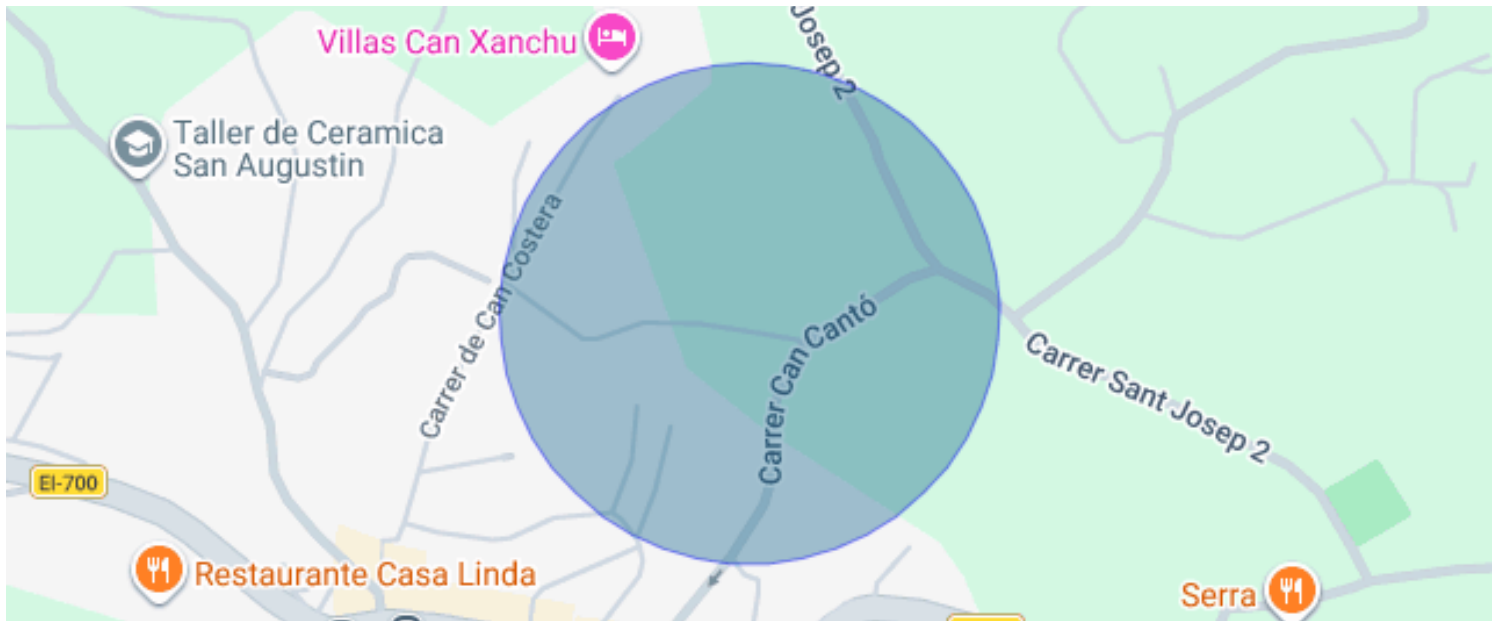 Villas Can Xanchu
Josep 2
Taller de Ceramica
San Augustin
Carrer de Can Costera
Carrer Can Cantó
Carrer Sant Josep 2
EI-700
Restaurante Casa Linda
Serra